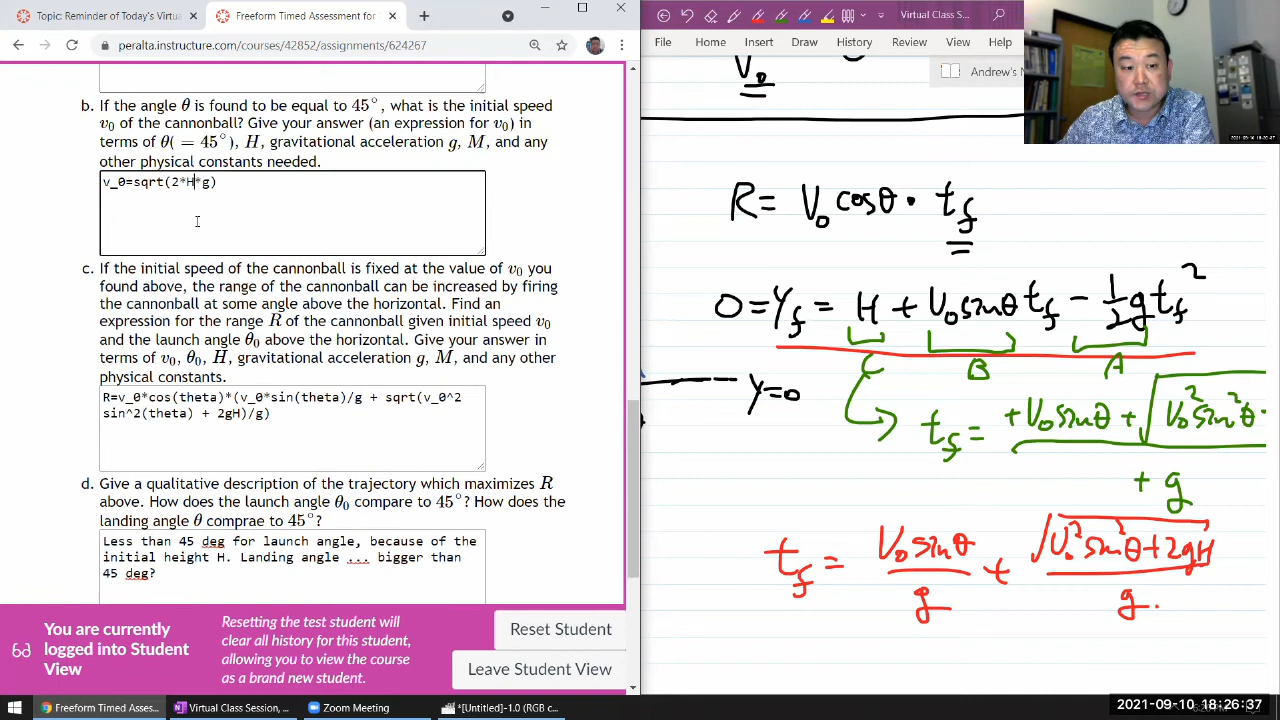 Topic: Reminder of Today's Virtua
Freeform Timed Assessment for
peralta.instructure.com/courses/42852/assignments/624267
b. If the angle θ is found to be equal to 45°, what is the initial speed
v₀ of the cannonball? Give your answer (an expression for v₀) in
terms of θ(= 45°), H, gravitational acceleration g, M, and any
other physical constants needed.
v_0=sqrt(2*H*g)
c. If the initial speed of the cannonball is fixed at the value of v₀ you
found above, the range of the cannonball can be increased by firing
the cannonball at some angle above the horizontal. Find an
expression for the range R of the cannonball given initial speed v₀
and the launch angle θ₀ above the horizontal. Give your answer in
terms of v₀, θ₀, H, gravitational acceleration g, M, and any other
physical constants.
R=v_0*cos(theta)*(v_0*sin(theta)/g + sqrt(v_0^2
sin^2(theta) + 2gH)/g)
d. Give a qualitative description of the trajectory which maximizes R
above. How does the launch angle θ₀ compare to 45°? How does the
landing angle θ comprae to 45°?
Less than 45 deg for launch angle, because of the
initial height H. Landing angle ... bigger than
45 deg?
You are currently
logged into Student
View
Resetting the test student will
clear all history for this student,
allowing you to view the course
as a brand new student.
Reset Student
Leave Student View
Virtual Class S...
File Home Insert Draw History Review View Help
Andrew's N
V₀
R= V₀ cosθ · t_f
0 = Y_f = H + V₀ sinθ t_f − ½ g t_f²
C B A
Y=0
t_f = +V₀ sinθ + √V₀² sin²θ ·
+ g
t_f = V₀ sinθ/g + √V₀² sin²θ + 2gH/g.
Freeform Timed Asses...
Virtual Class Session, ...
Zoom Meeting
*[Untitled]-1.0 (RGB c...
2021-09-10 18:26:37
2021-09-10 18:26:37